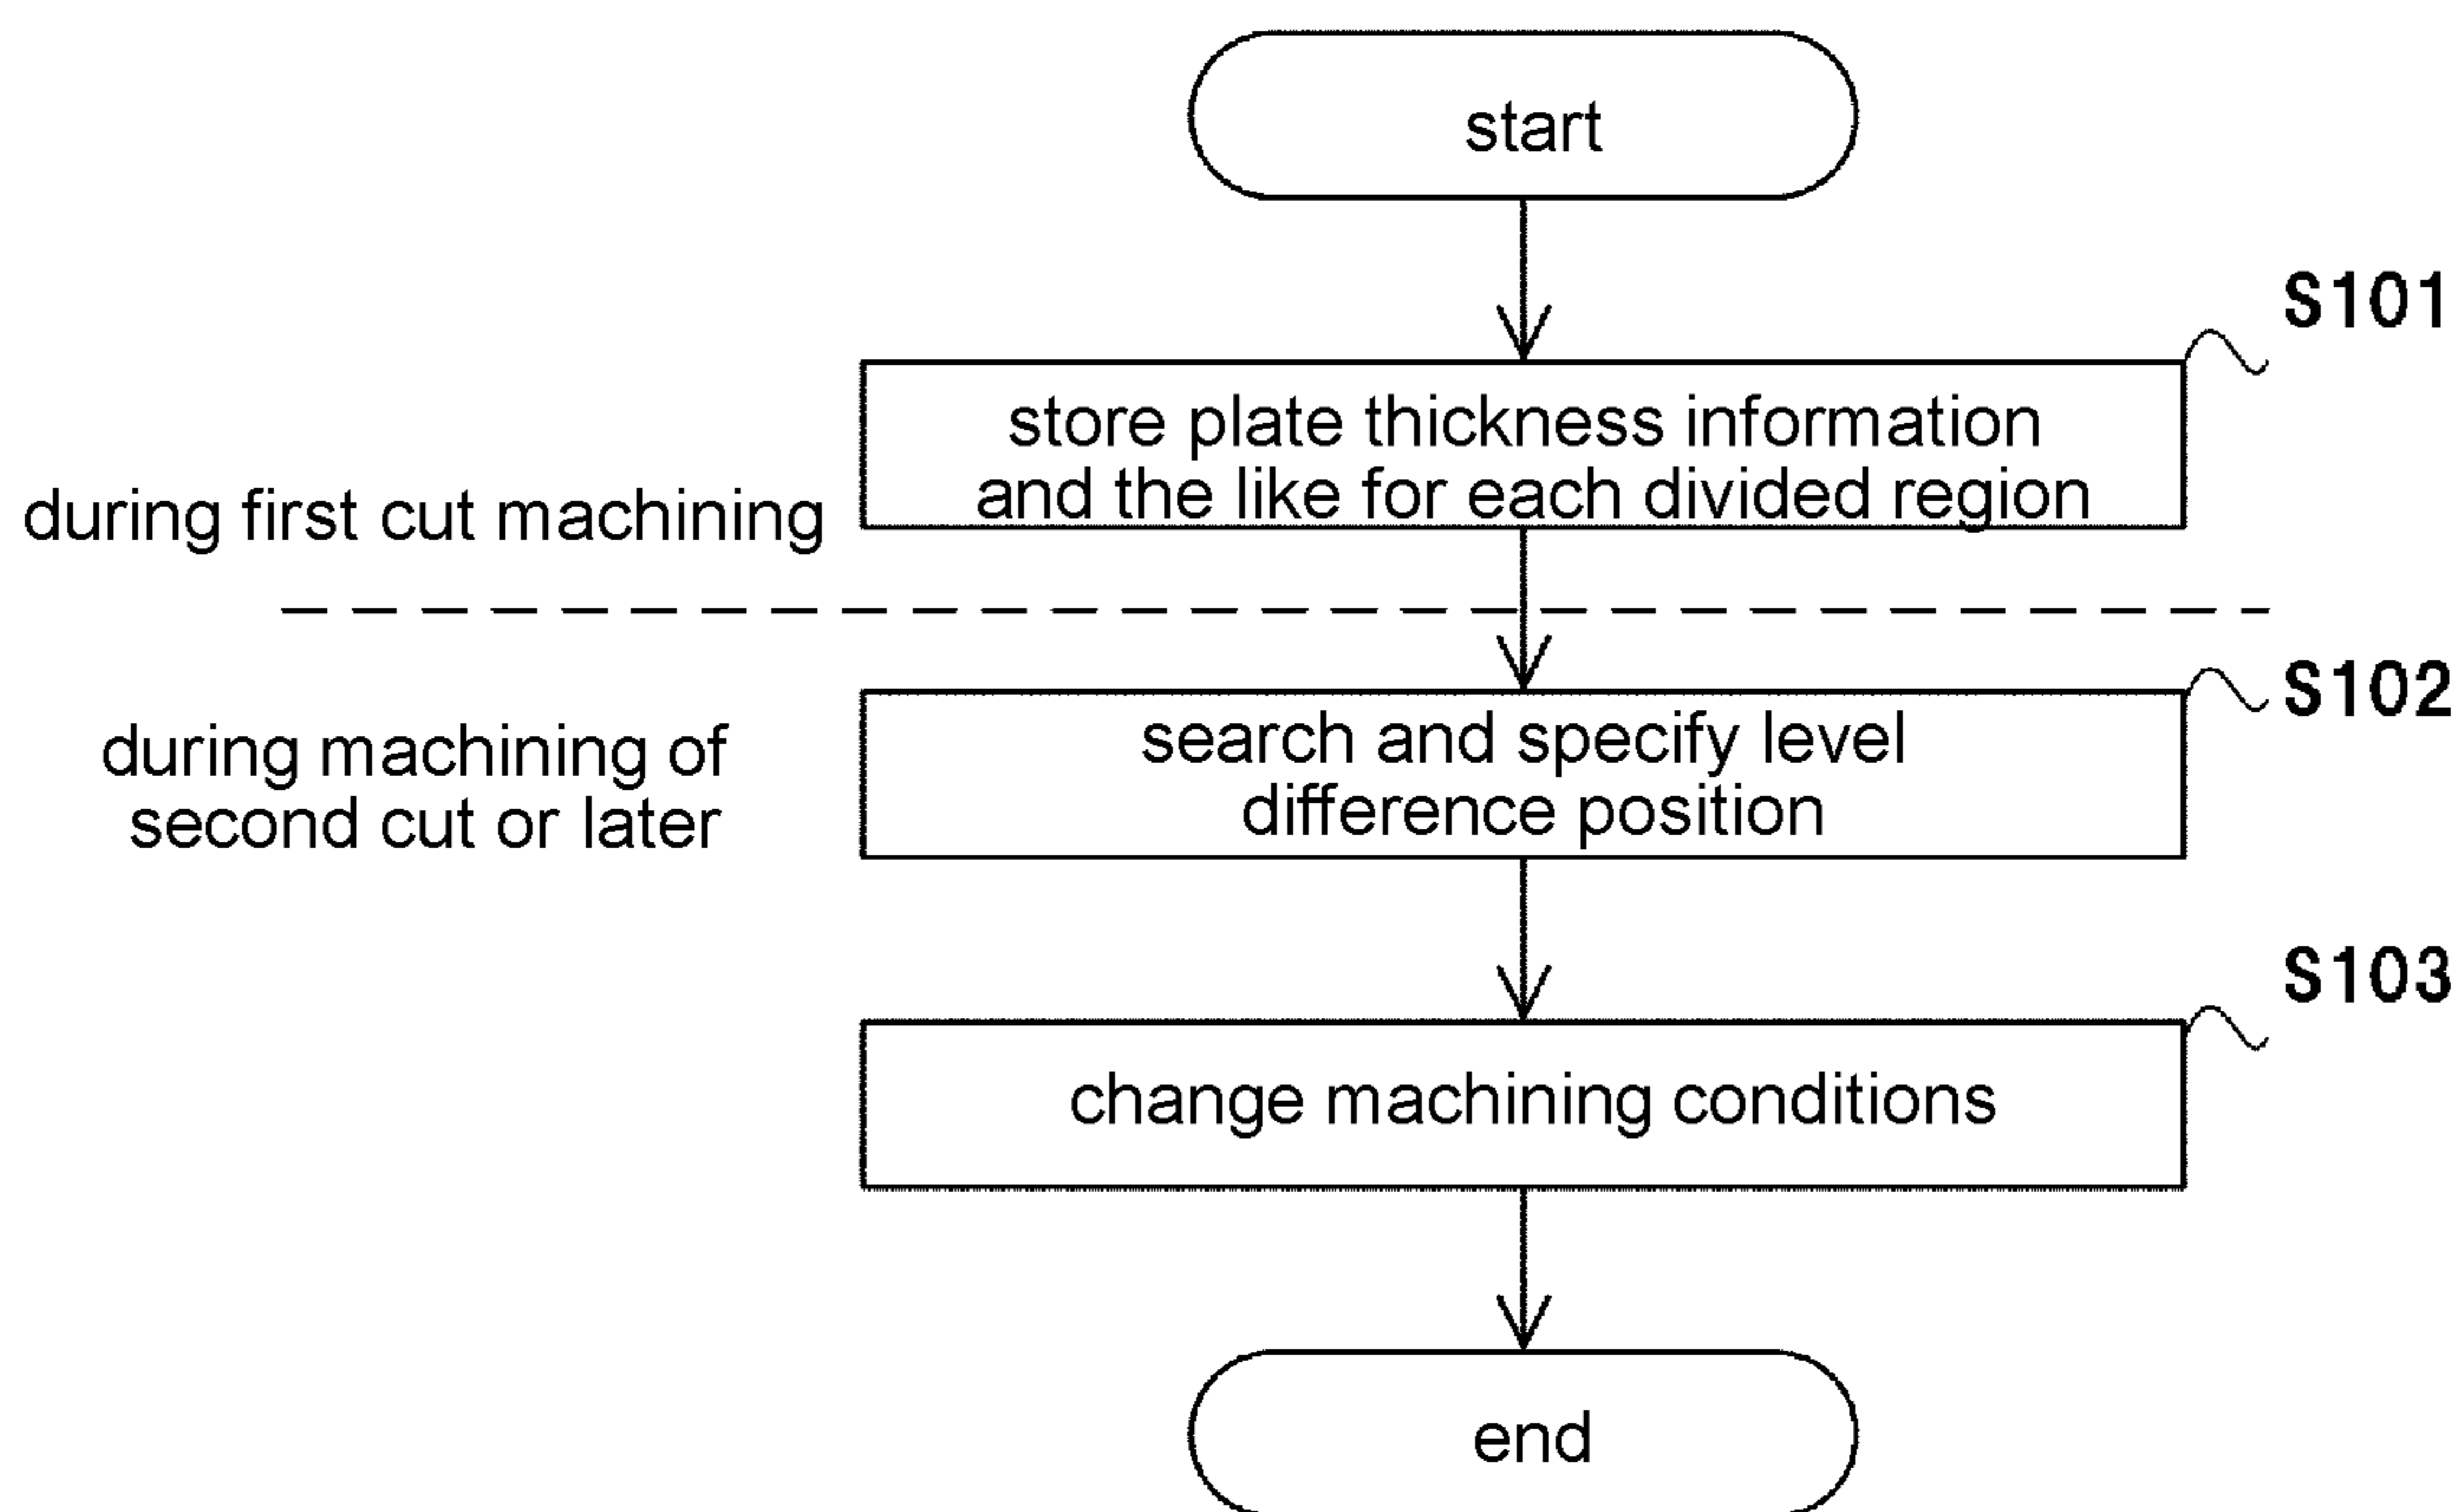 start
S101
store plate thickness information
and the like for each divided region
during first cut machining
S102
search and specify level
difference position
during machining of
second cut or later
S103
change machining conditions
end